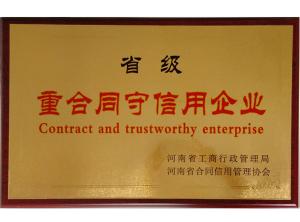 省级
重合同守信用企业
Contract and trustworthy enterprise
河南省工商行政管理局
河南省合同信用管理协会